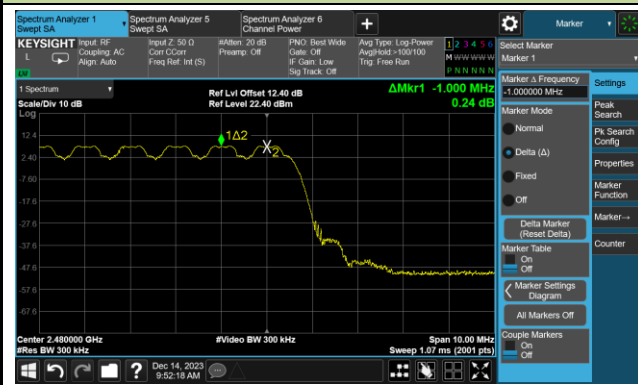 Spectrum Analyzer 1
Swept SA
Spectrum Analyzer 5
Swept SA
Spectrum Analyzer 6
Channel Power
+
Marker
KEYSIGHT
L
Input: RF
Coupling: AC
Align: Auto
Input Z: 50 Ω
Corr CCorr
Freq Ref: Int (S)
#Atten: 20 dB
Preamp: Off
PNO: Best Wide
Gate: Off
IF Gain: Low
Sig Track: Off
Avg Type: Log-Power
Avg|Hold:>100/100
Trig: Free Run
1 2 3 4 5 6
M W W W W W
P N N N N N
Select Marker
Marker 1
1 Spectrum
Scale/Div 10 dB
Log
Ref Lvl Offset 12.40 dB
Ref Level 22.40 dBm
ΔMkr1 -1.000 MHz
0.24 dB
12.4
2.40
-7.60
-17.6
-27.6
-37.6
-47.6
-57.6
-67.6
1Δ2
2
Center 2.480000 GHz
#Res BW 300 kHz
#Video BW 300 kHz
Span 10.00 MHz
Sweep 1.07 ms (2001 pts)
Marker Δ Frequency
-1.000000 MHz
Marker Mode
Normal
Delta (Δ)
Fixed
Off
Delta Marker
(Reset Delta)
Marker Table
On
Off
Marker Settings
Diagram
All Markers Off
Couple Markers
On
Off
Settings
Peak
Search
Pk Search
Config
Properties
Marker
Function
Marker→
Counter
?
Dec 14, 2023
9:52:18 AM